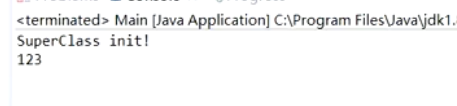 <terminated> Main [Java Application] C:\Program Files\Java\jdk1.
SuperClass init!
123